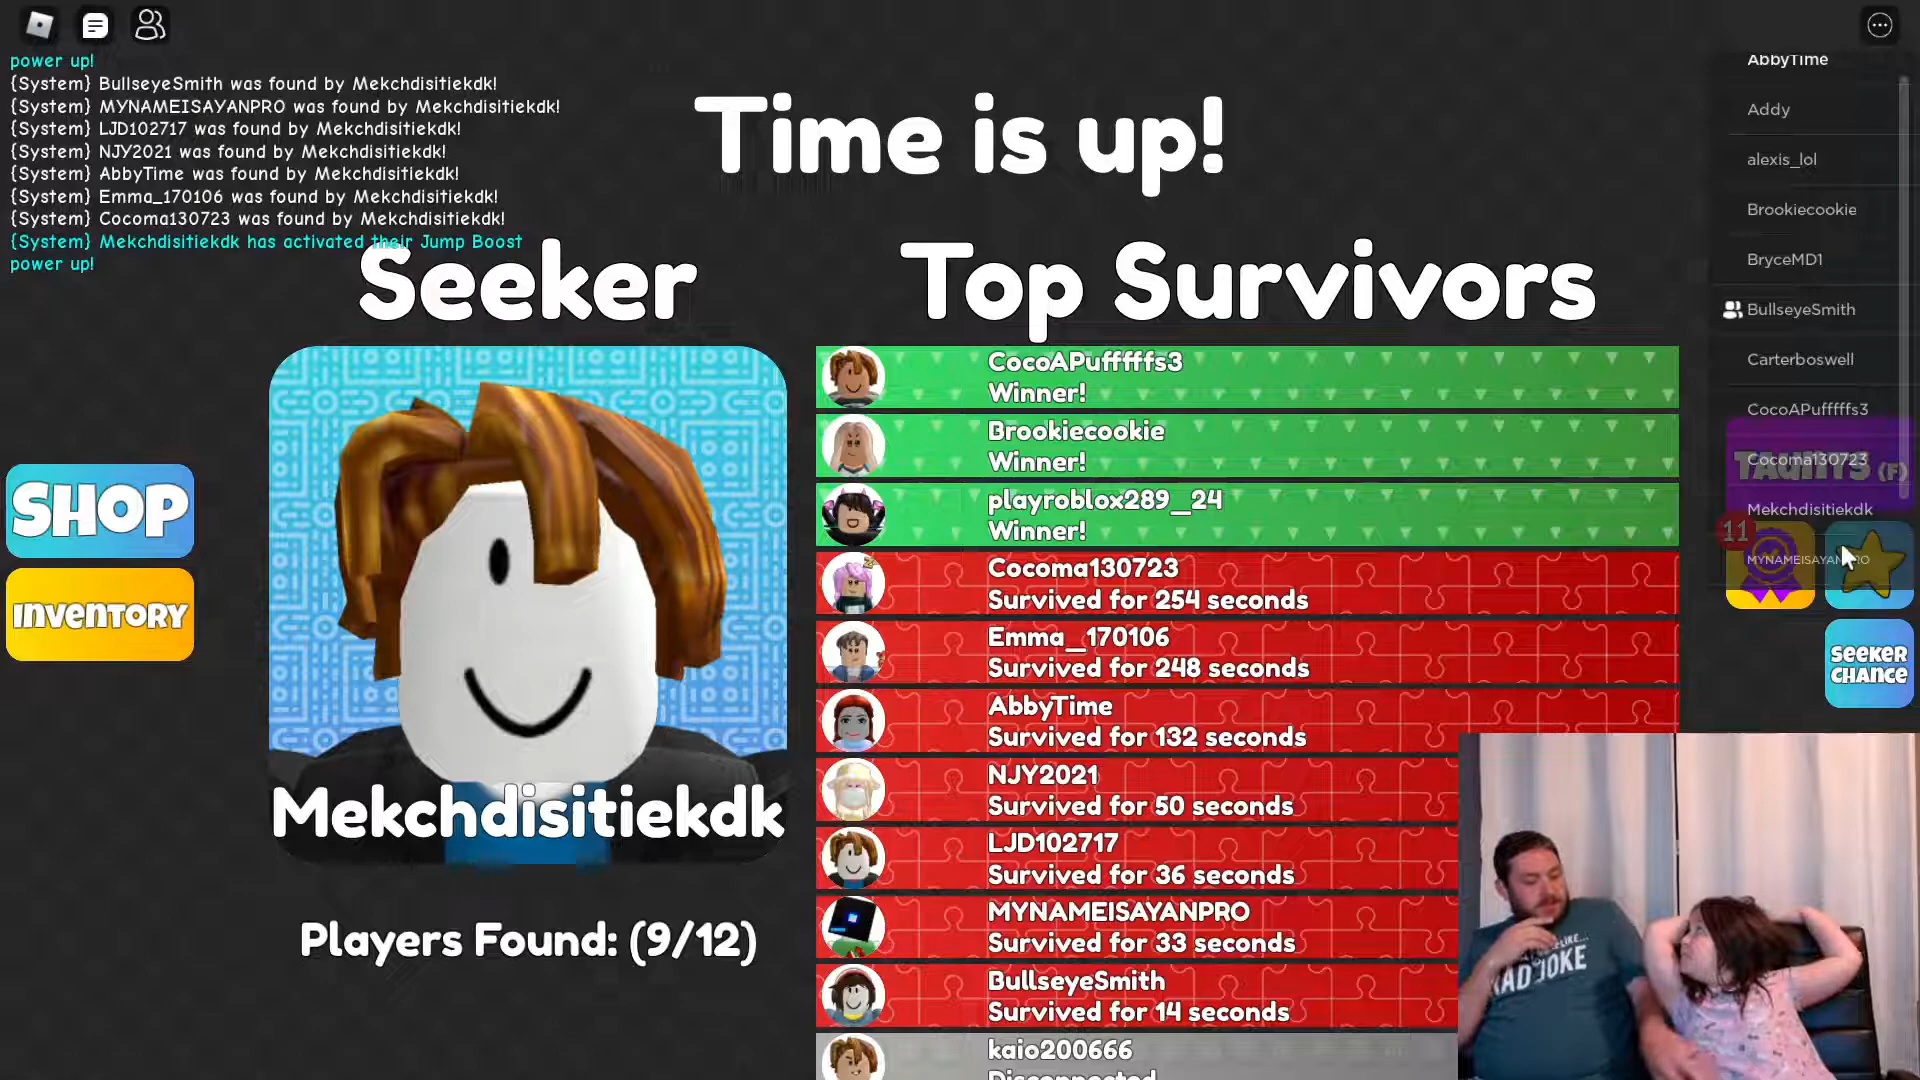 power up!
{System} BullseyeSmith was found by Mekchdisitiekdk!
{System} MYNAMEISAYANPRO was found by Mekchdisitiekdk!
{System} LJD102717 was found by Mekchdisitiekdk!
{System} NJY2021 was found by Mekchdisitiekdk!
{System} AbbyTime was found by Mekchdisitiekdk!
{System} Emma_170106 was found by Mekchdisitiekdk!
{System} Cocoma130723 was found by Mekchdisitiekdk!
{System} Mekchdisitiekdk has activated their Jump Boost
power up!
Time is up!
Seeker
Mekchdisitiekdk
Players Found: (9/12)
SHOP
INVENTORY
Top Survivors
CocoAPufffffs3
Winner!
Brookiecookie
Winner!
playroblox289_24
Winner!
Cocoma130723
Survived for 254 seconds
Emma_170106
Survived for 248 seconds
AbbyTime
Survived for 132 seconds
NJY2021
Survived for 50 seconds
LJD102717
Survived for 36 seconds
MYNAMEISAYANPRO
Survived for 33 seconds
BullseyeSmith
Survived for 14 seconds
kaio200666
Disconnected
AbbyTime
Addy
alexis_lol
Brookiecookie
BryceMD1
BullseyeSmith
Carterboswell
CocoAPufffffs3
Cocoma130723
TAUNTS (F)
Mekchdisitiekdk
11
MYNAMEISAYANPRO
SEEKER
CHANCE
JOKE